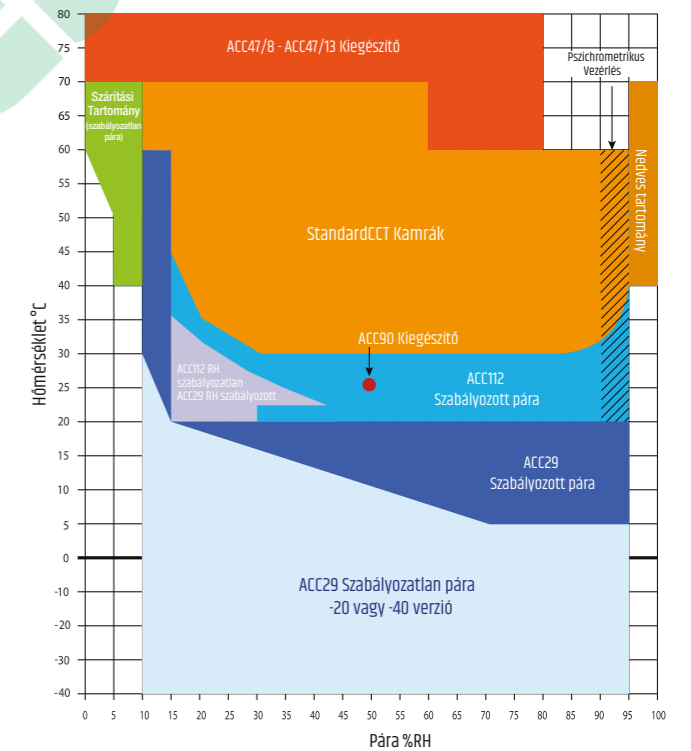 80
75
70
65
60
55
50
45
40
35
30
25
20
15
10
5
0
-10
-20
-30
-40
Hőmérséklet °C
ACC47/8 - ACC47/13 Kiegészítő
Pszichrometrikus
Vezérlés
Szárítási
Tartomány
(szabályozatlan
pára)
Nedves tartomány
StandardCCT Kamrák
ACC90 Kiegészítő
ACC112 RH
szabályozatlan
ACC29 RH szabályozott
ACC112
Szabályozott pára
ACC29
Szabályozott pára
ACC29 Szabályozatlan pára
-20 vagy -40 verzió
0 5 10 15 20 25 30 35 40 45 50 55 60 65 70 75 80 85 90 95 100
Pára %RH